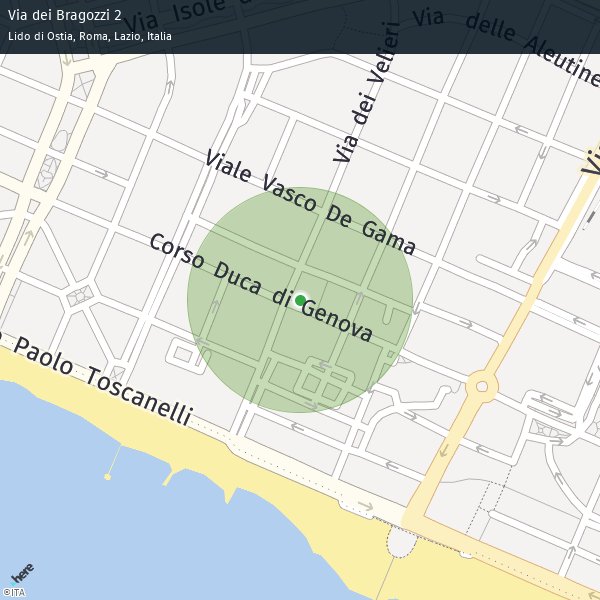 Via dei Bragozzi 2
Lido di Ostia, Roma, Lazio, Italia
Via Isole
Via delle Aleutine
Via dei Velieri
Viale Vasco De Gama
Corso Duca di Genova
Paolo Toscanelli
here
©ITA